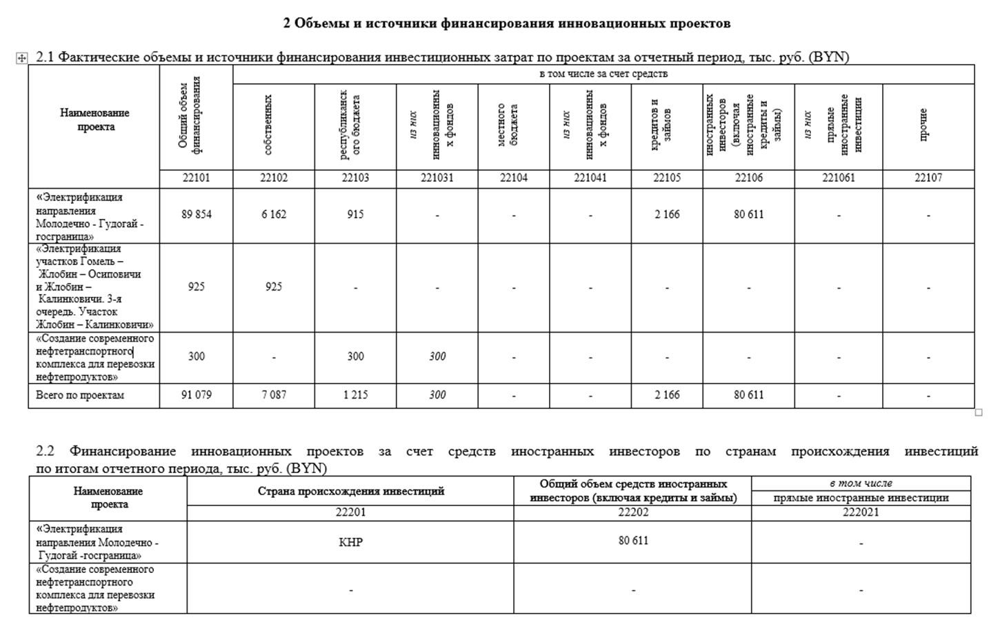 2 Объемы и источники финансирования инновационных проектов
2.1 Фактические объемы и источники финансирования инвестиционных затрат по проектам за отчетный период, тыс. руб. (BYN)
Наименование
проекта
Общий объем
финансирования
в том числе за счет средств
собственных
республиканск
ого бюджета
из них
инновационны
х фондов
местного
бюджета
из них
инновационны
х фондов
кредитов и
займов
иностранных
инвесторов
(включая
иностранные
кредиты и
займы)
из них
прямые
иностранные
инвестиции
прочие
22101 22102 22103 221031 22104 221041 22105 22106 221061 22107
«Электрификация
направления
Молодечно - Гудогай -
госграница»
89 854 6 162 915 - - - 2 166 80 611 - -
«Электрификация
участков Гомель –
Жлобин – Осиповичи
и Жлобин –
Калинковичи. 3-я
очередь. Участок
Жлобин – Калинковичи»
925 925 - - - - - - - -
«Создание современного
нефтетранспортного
комплекса для перевозки
нефтепродуктов»
300 - 300 300 - - - - - -
Всего по проектам 91 079 7 087 1 215 300 - - 2 166 80 611 - -
2.2 Финансирование инновационных проектов за счет средств иностранных инвесторов по странам происхождения инвестиций
по итогам отчетного периода, тыс. руб. (BYN)
Наименование
проекта
Страна происхождения инвестиций
Общий объем средств иностранных
инвесторов (включая кредиты и займы)
в том числе
прямые иностранные инвестиции
22201 22202 222021
«Электрификация
направления Молодечно -
Гудогай -госграница»
КНР 80 611 -
«Создание современного
нефтетранспортного
комплекса для перевозки
нефтепродуктов»
- - -